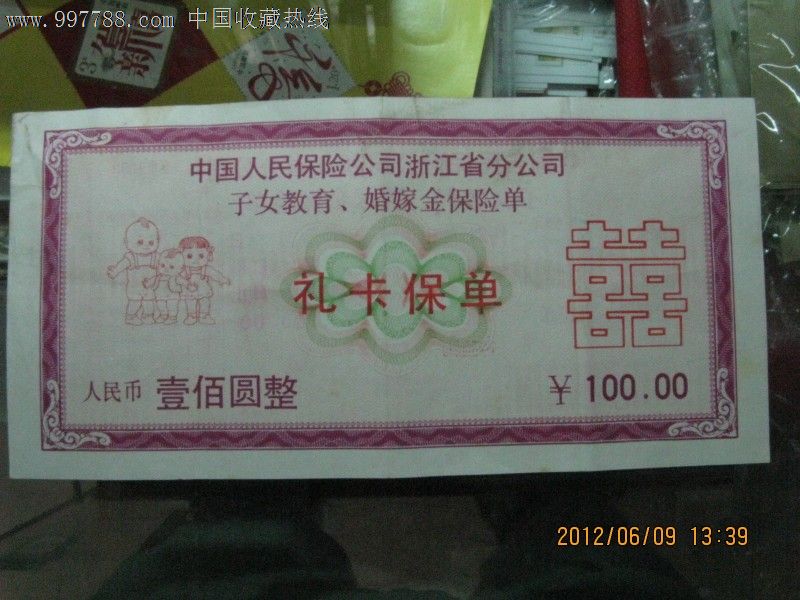 www.997788.com 中国收藏热线
中国人民保险公司浙江省分公司
子女教育、婚嫁金保险单
礼卡保单
囍
人民币 壹佰圆整
￥100.00
2012/06/09 13:39